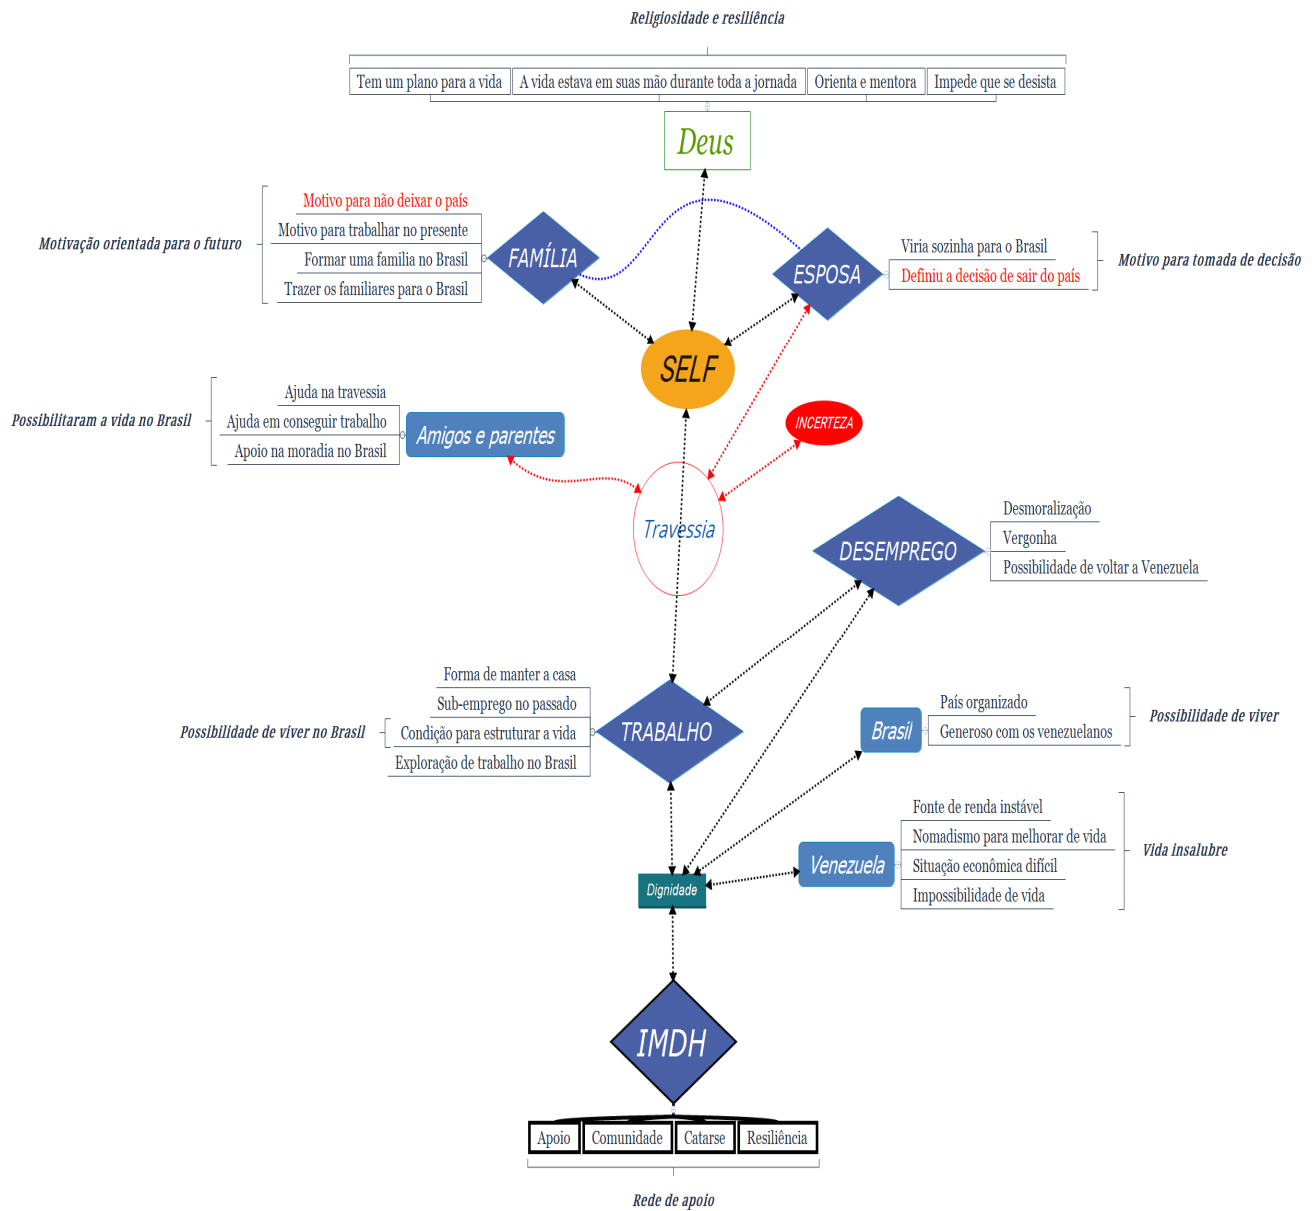 Religiosidade e resiliência
Tem um plano para a vida
A vida estava em suas mão durante toda a jornada
Orienta e mentora
Impede que se desista
Deus
Motivação orientada para o futuro
Motivo para não deixar o país
Motivo para trabalhar no presente
Formar uma familia no Brasil
Trazer os familiares para o Brasil
FAMÍLIA
ESPOSA
Viria sozinha para o Brasil
Definiu a decisão de sair do país
Motivo para tomada de decisão
SELF
Possibilitaram a vida no Brasil
Ajuda na travessia
Ajuda em conseguir trabalho
Apoio na moradia no Brasil
Amigos e parentes
INCERTEZA
Travessia
DESEMPREGO
Desmoralização
Vergonha
Possibilidade de voltar a Venezuela
Possibilidade de viver no Brasil
Forma de manter a casa
Sub-emprego no passado
Condição para estruturar a vida
Exploração de trabalho no Brasil
TRABALHO
Brasil
País organizado
Generoso com os venezuelanos
Possibilidade de viver
Venezuela
Fonte de renda instável
Nomadismo para melhorar de vida
Situação econômica difícil
Impossibilidade de vida
Vida insalubre
Dignidade
IMDH
Apoio
Comunidade
Catarse
Resiliência
Rede de apoio